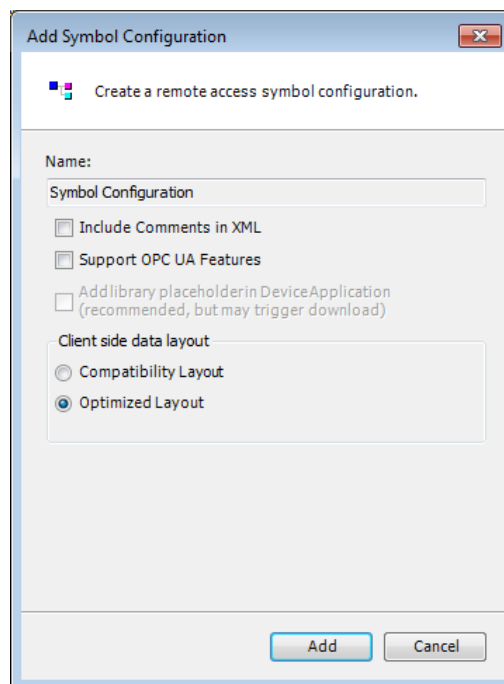 Add Symbol Configuration
Create a remote access symbol configuration.
Name:
Symbol Configuration
Include Comments in XML
Support OPC UA Features
Add library placeholder in Device Application
(recommended, but may trigger download)
Client side data layout
Compatibility Layout
Optimized Layout
Add
Cancel